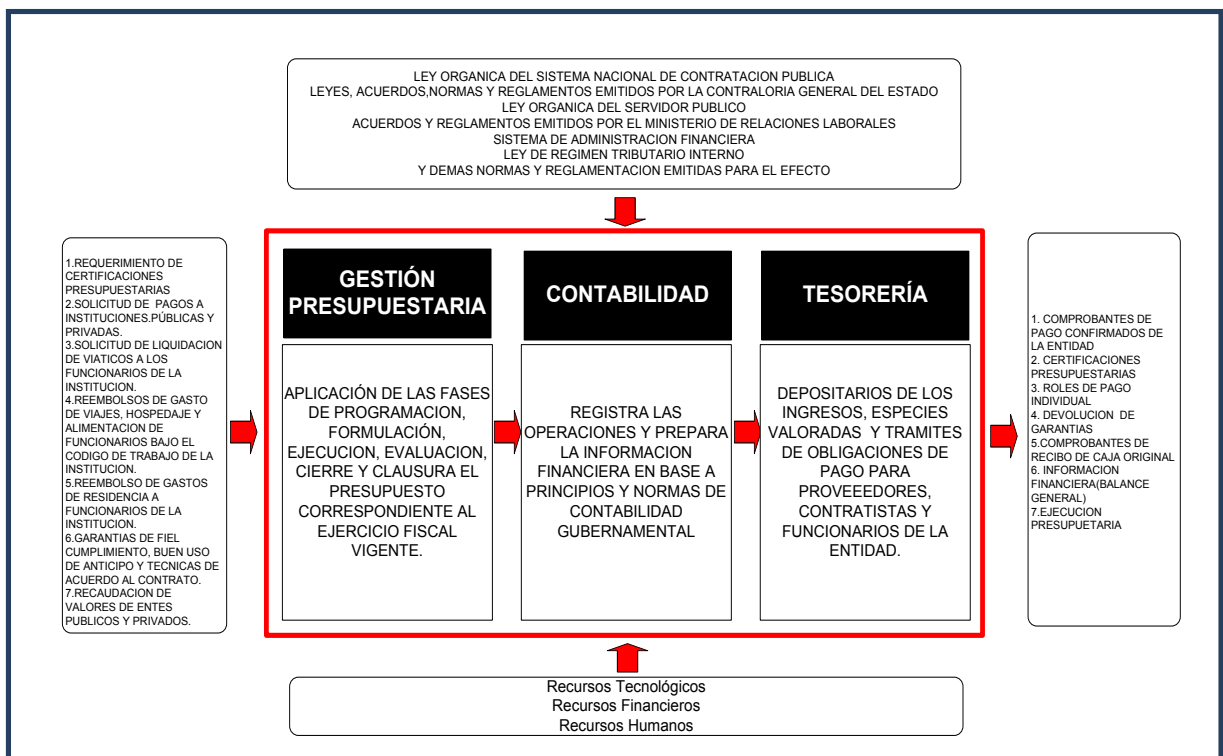 LEY ORGANICA DEL SISTEMA NACIONAL DE CONTRATACION PUBLICA
LEYES, ACUERDOS,NORMAS Y REGLAMENTOS EMITIDOS POR LA CONTRALORIA GENERAL DEL ESTADO
LEY ORGANICA DEL SERVIDOR PUBLICO
ACUERDOS Y REGLAMENTOS EMITIDOS POR EL MINISTERIO DE RELACIONES LABORALES
SISTEMA DE ADMINISTRACION FINANCIERA
LEY DE REGIMEN TRIBUTARIO INTERNO
Y DEMAS NORMAS Y REGLAMENTACION EMITIDAS PARA EL EFECTO
1.REQUERIMIENTO DE
CERTIFICACIONES
PRESUPUESTARIAS
2.SOLICITUD DE PAGOS A
INSTITUCIONES.PÚBLICAS Y
PRIVADAS.
3.SOLICITUD DE LIQUIDACION
DE VIATICOS A LOS
FUNCIONARIOS DE LA
INSTITUCION.
4.REEMBOLSOS DE GASTO
DE VIAJES, HOSPEDAJE Y
ALIMENTACION DE
FUNCIONARIOS BAJO EL
CODIGO DE TRABAJO DE LA
INSTITUCION.
5.REEMBOLSO DE GASTOS
DE RESIDENCIA A
FUNCIONARIOS DE LA
INSTITUCION.
6.GARANTIAS DE FIEL
CUMPLIMIENTO, BUEN USO
DE ANTICIPO Y TECNICAS DE
ACUERDO AL CONTRATO.
7.RECAUDACION DE
VALORES DE ENTES
PUBLICOS Y PRIVADOS.
GESTIÓN
PRESUPUESTARIA
APLICACIÓN DE LAS FASES
DE PROGRAMACION,
FORMULACIÓN,
EJECUCION, EVALUACION,
CIERRE Y CLAUSURA EL
PRESUPUESTO
CORRESPONDIENTE AL
EJERCICIO FISCAL
VIGENTE.
CONTABILIDAD
REGISTRA LAS
OPERACIONES Y PREPARA
LA INFORMACION
FINANCIERA EN BASE A
PRINCIPIOS Y NORMAS DE
CONTABILIDAD
GUBERNAMENTAL
TESORERÍA
DEPOSITARIOS DE LOS
INGRESOS, ESPECIES
VALORADAS Y TRAMITES
DE OBLIGACIONES DE
PAGO PARA
PROVEEEDORES,
CONTRATISTAS Y
FUNCIONARIOS DE LA
ENTIDAD.
1. COMPROBANTES DE
PAGO CONFIRMADOS DE
LA ENTIDAD
2. CERTIFICACIONES
PRESUPUESTARIAS
3. ROLES DE PAGO
INDIVIDUAL
4. DEVOLUCION DE
GARANTIAS
5.COMPROBANTES DE
RECIBO DE CAJA ORIGINAL
6. INFORMACION
FINANCIERA(BALANCE
GENERAL)
7.EJECUCION
PRESUPUETARIA
Recursos Tecnológicos
Recursos Financieros
Recursos Humanos